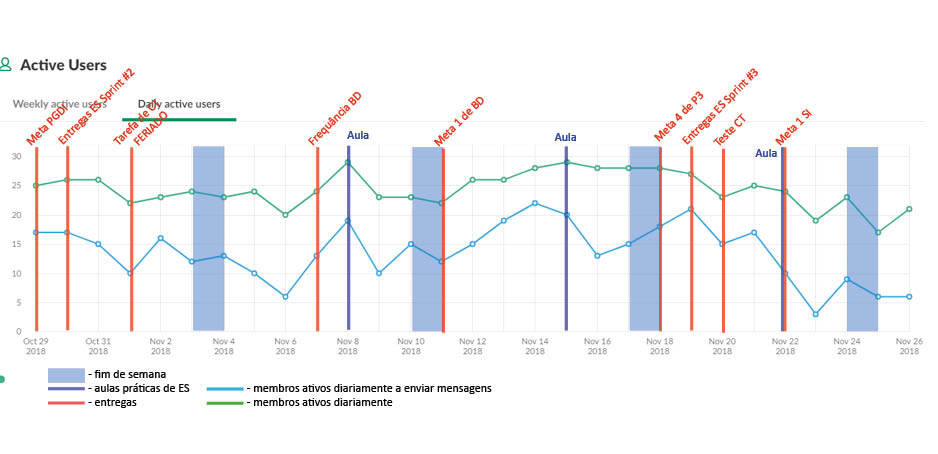 Active Users
Weekly active users
Daily active users
Meta PGDI
Entregas ES Sprint #2
Tarefa de CT
FERIADO
Frequência BD
Aula
Meta 1 de BD
Aula
Meta 4 de P3
Entregas ES Sprint #3
Teste CT
Aula
Meta 1 SI
30
25
20
15
10
5
0
Oct 29 2018
Oct 31 2018
Nov 2 2018
Nov 4 2018
Nov 6 2018
Nov 8 2018
Nov 10 2018
Nov 12 2018
Nov 14 2018
Nov 16 2018
Nov 18 2018
Nov 20 2018
Nov 22 2018
Nov 24 2018
Nov 26 2018
- fim de semana
- aulas práticas de ES
- membros ativos diariamente a enviar mensagens
- entregas
- membros ativos diariamente